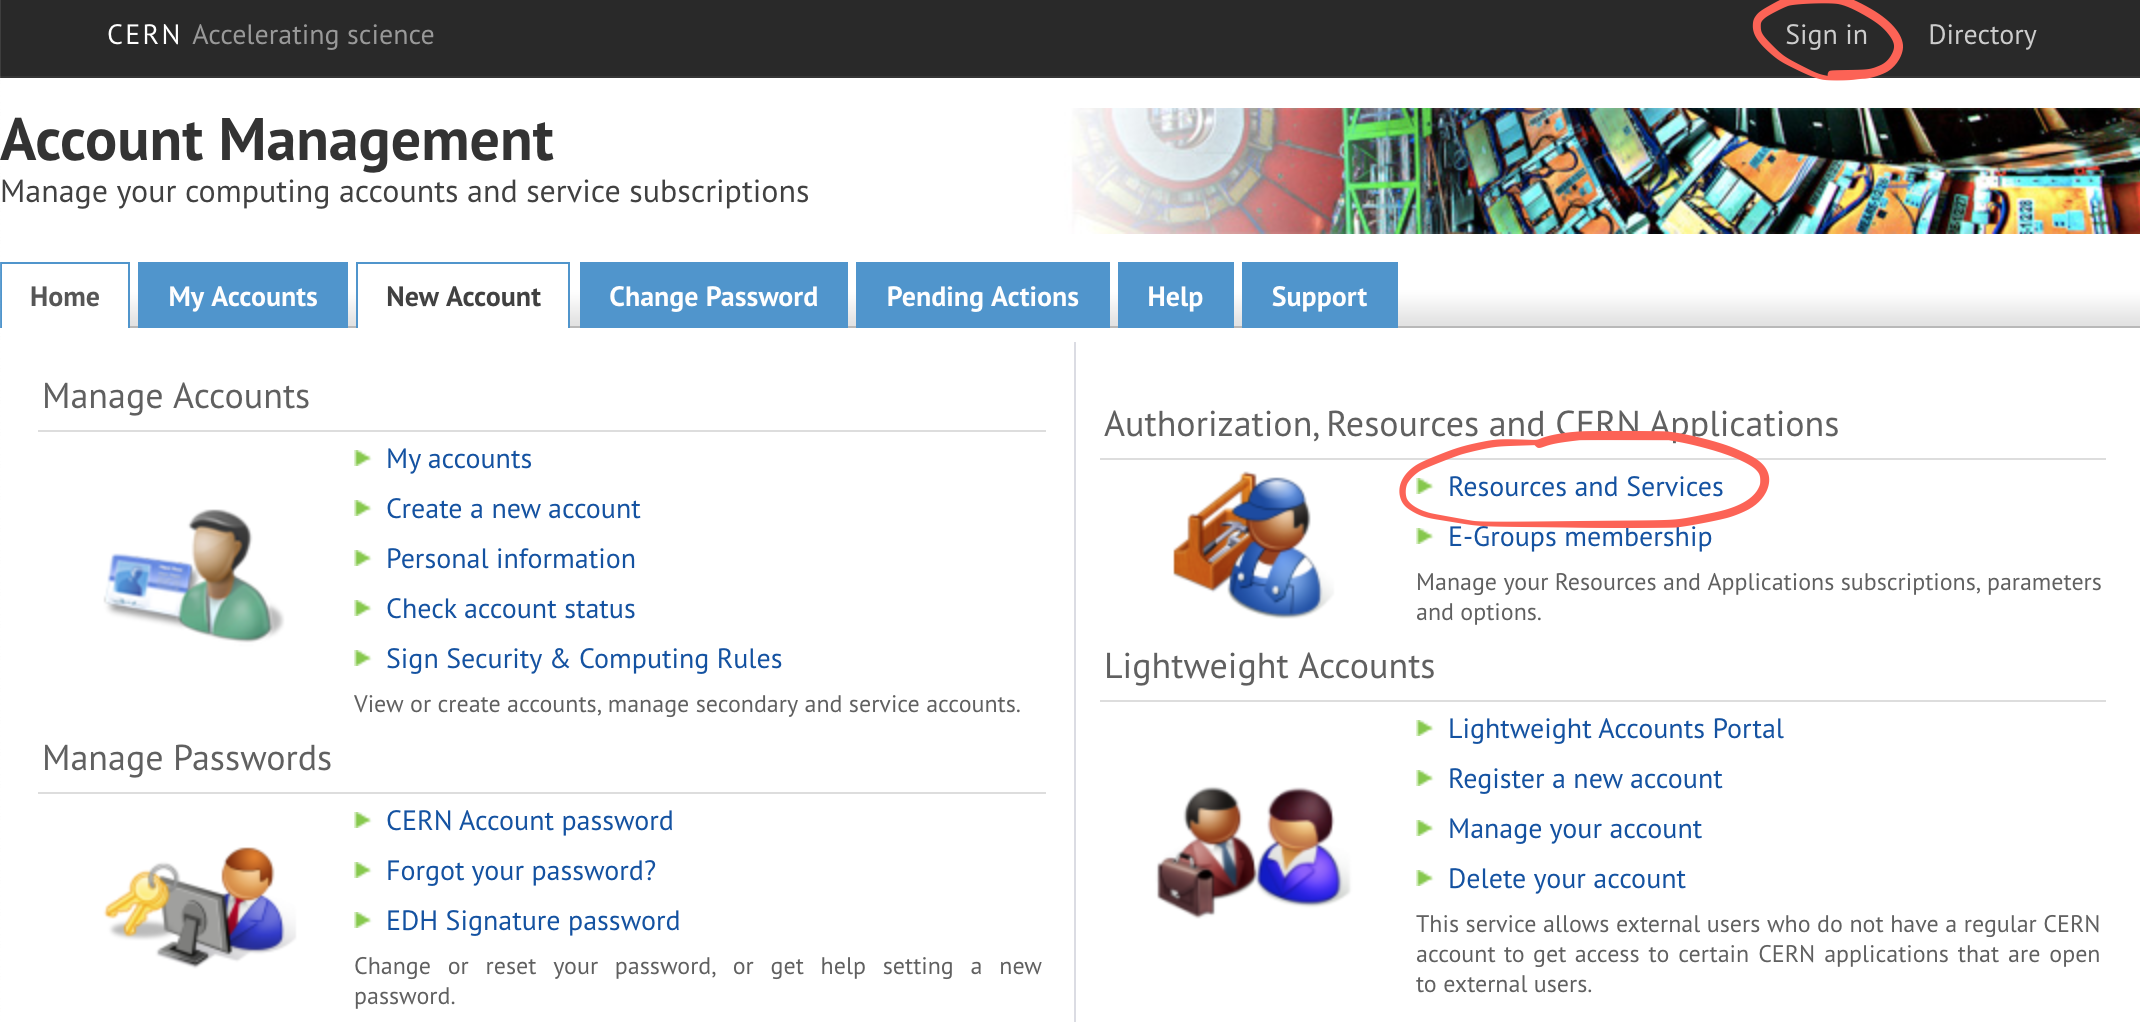 CERN Accelerating science
Sign in
Directory
Account Management
Manage your computing accounts and service subscriptions
Home
My Accounts
New Account
Change Password
Pending Actions
Help
Support
Manage Accounts
My accounts
Create a new account
Personal information
Check account status
Sign Security & Computing Rules
View or create accounts, manage secondary and service accounts.
Manage Passwords
CERN Account password
Forgot your password?
EDH Signature password
Change or reset your password, or get help setting a new
password.
Authorization, Resources and CERN Applications
Resources and Services
E-Groups membership
Manage your Resources and Applications subscriptions, parameters
and options.
Lightweight Accounts
Lightweight Accounts Portal
Register a new account
Manage your account
Delete your account
This service allows external users who do not have a regular CERN
account to get access to certain CERN applications that are open
to external users.